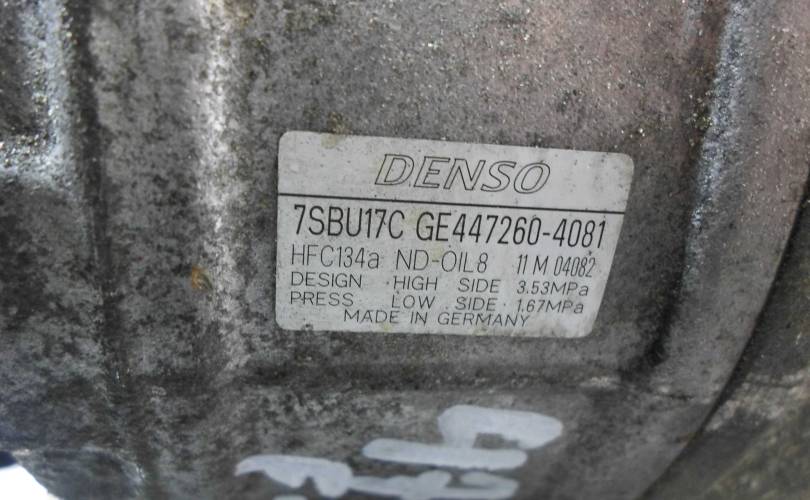 DENSO
7SBU17C GE447260-4081
HFC134a ND-OIL8 11 M 04082
DESIGN HIGH SIDE 3.53MPa
PRESS LOW SIDE 1.67MPa
MADE IN GERMANY